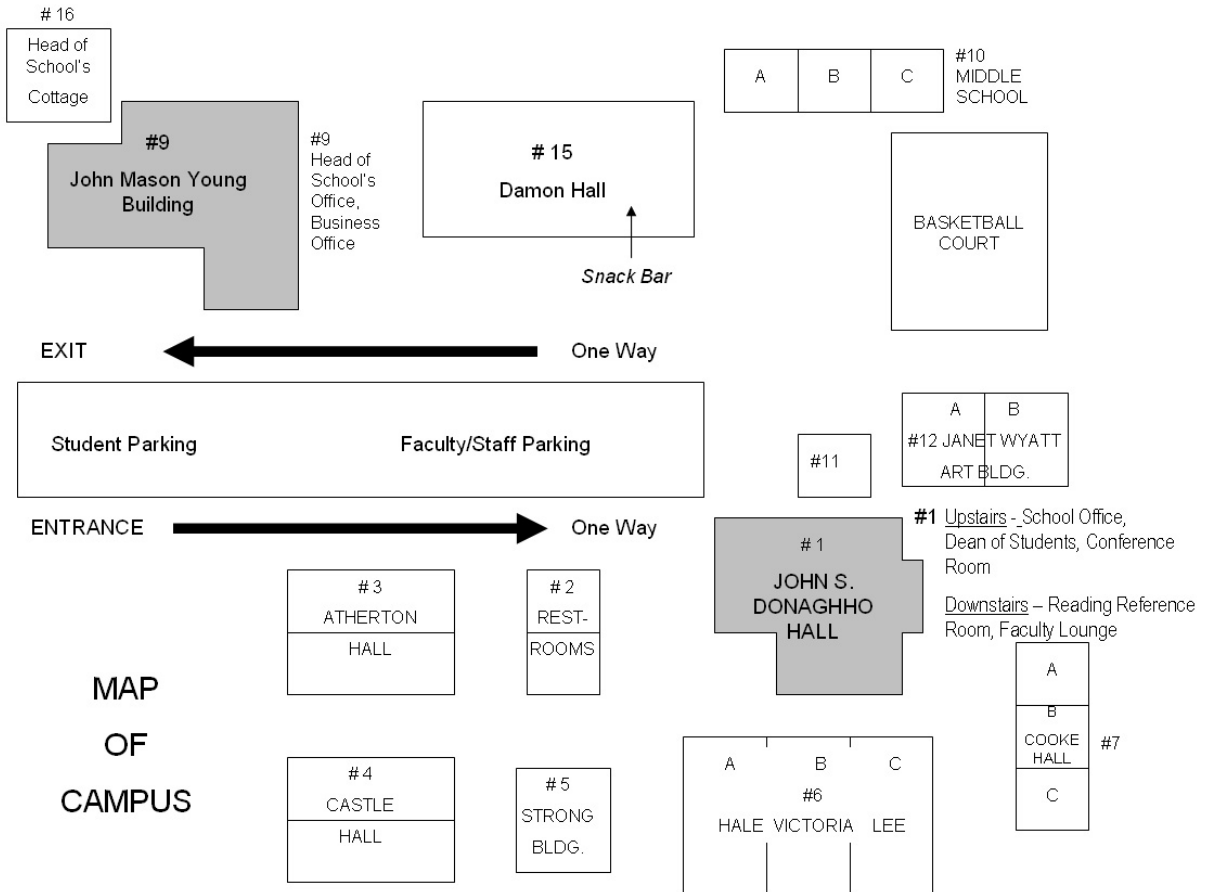 # 16
Head of
School's
Cottage
#9
John Mason Young
Building
#9
Head of
School's
Office,
Business
Office
# 15
Damon Hall
Snack Bar
A B C
#10
MIDDLE
SCHOOL
BASKETBALL
COURT
EXIT
One Way
Student Parking
Faculty/Staff Parking
ENTRANCE
One Way
#11
A B
#12 JANET WYATT
ART BLDG.
# 1
JOHN S.
DONAGHHO
HALL
#1 Upstairs - School Office,
Dean of Students, Conference
Room
Downstairs – Reading Reference
Room, Faculty Lounge
# 3
ATHERTON
HALL
# 2
REST-
ROOMS
MAP
OF
CAMPUS
# 4
CASTLE
HALL
# 5
STRONG
BLDG.
A B C
#6
HALE VICTORIA LEE
A
B
COOKE
HALL
C
#7